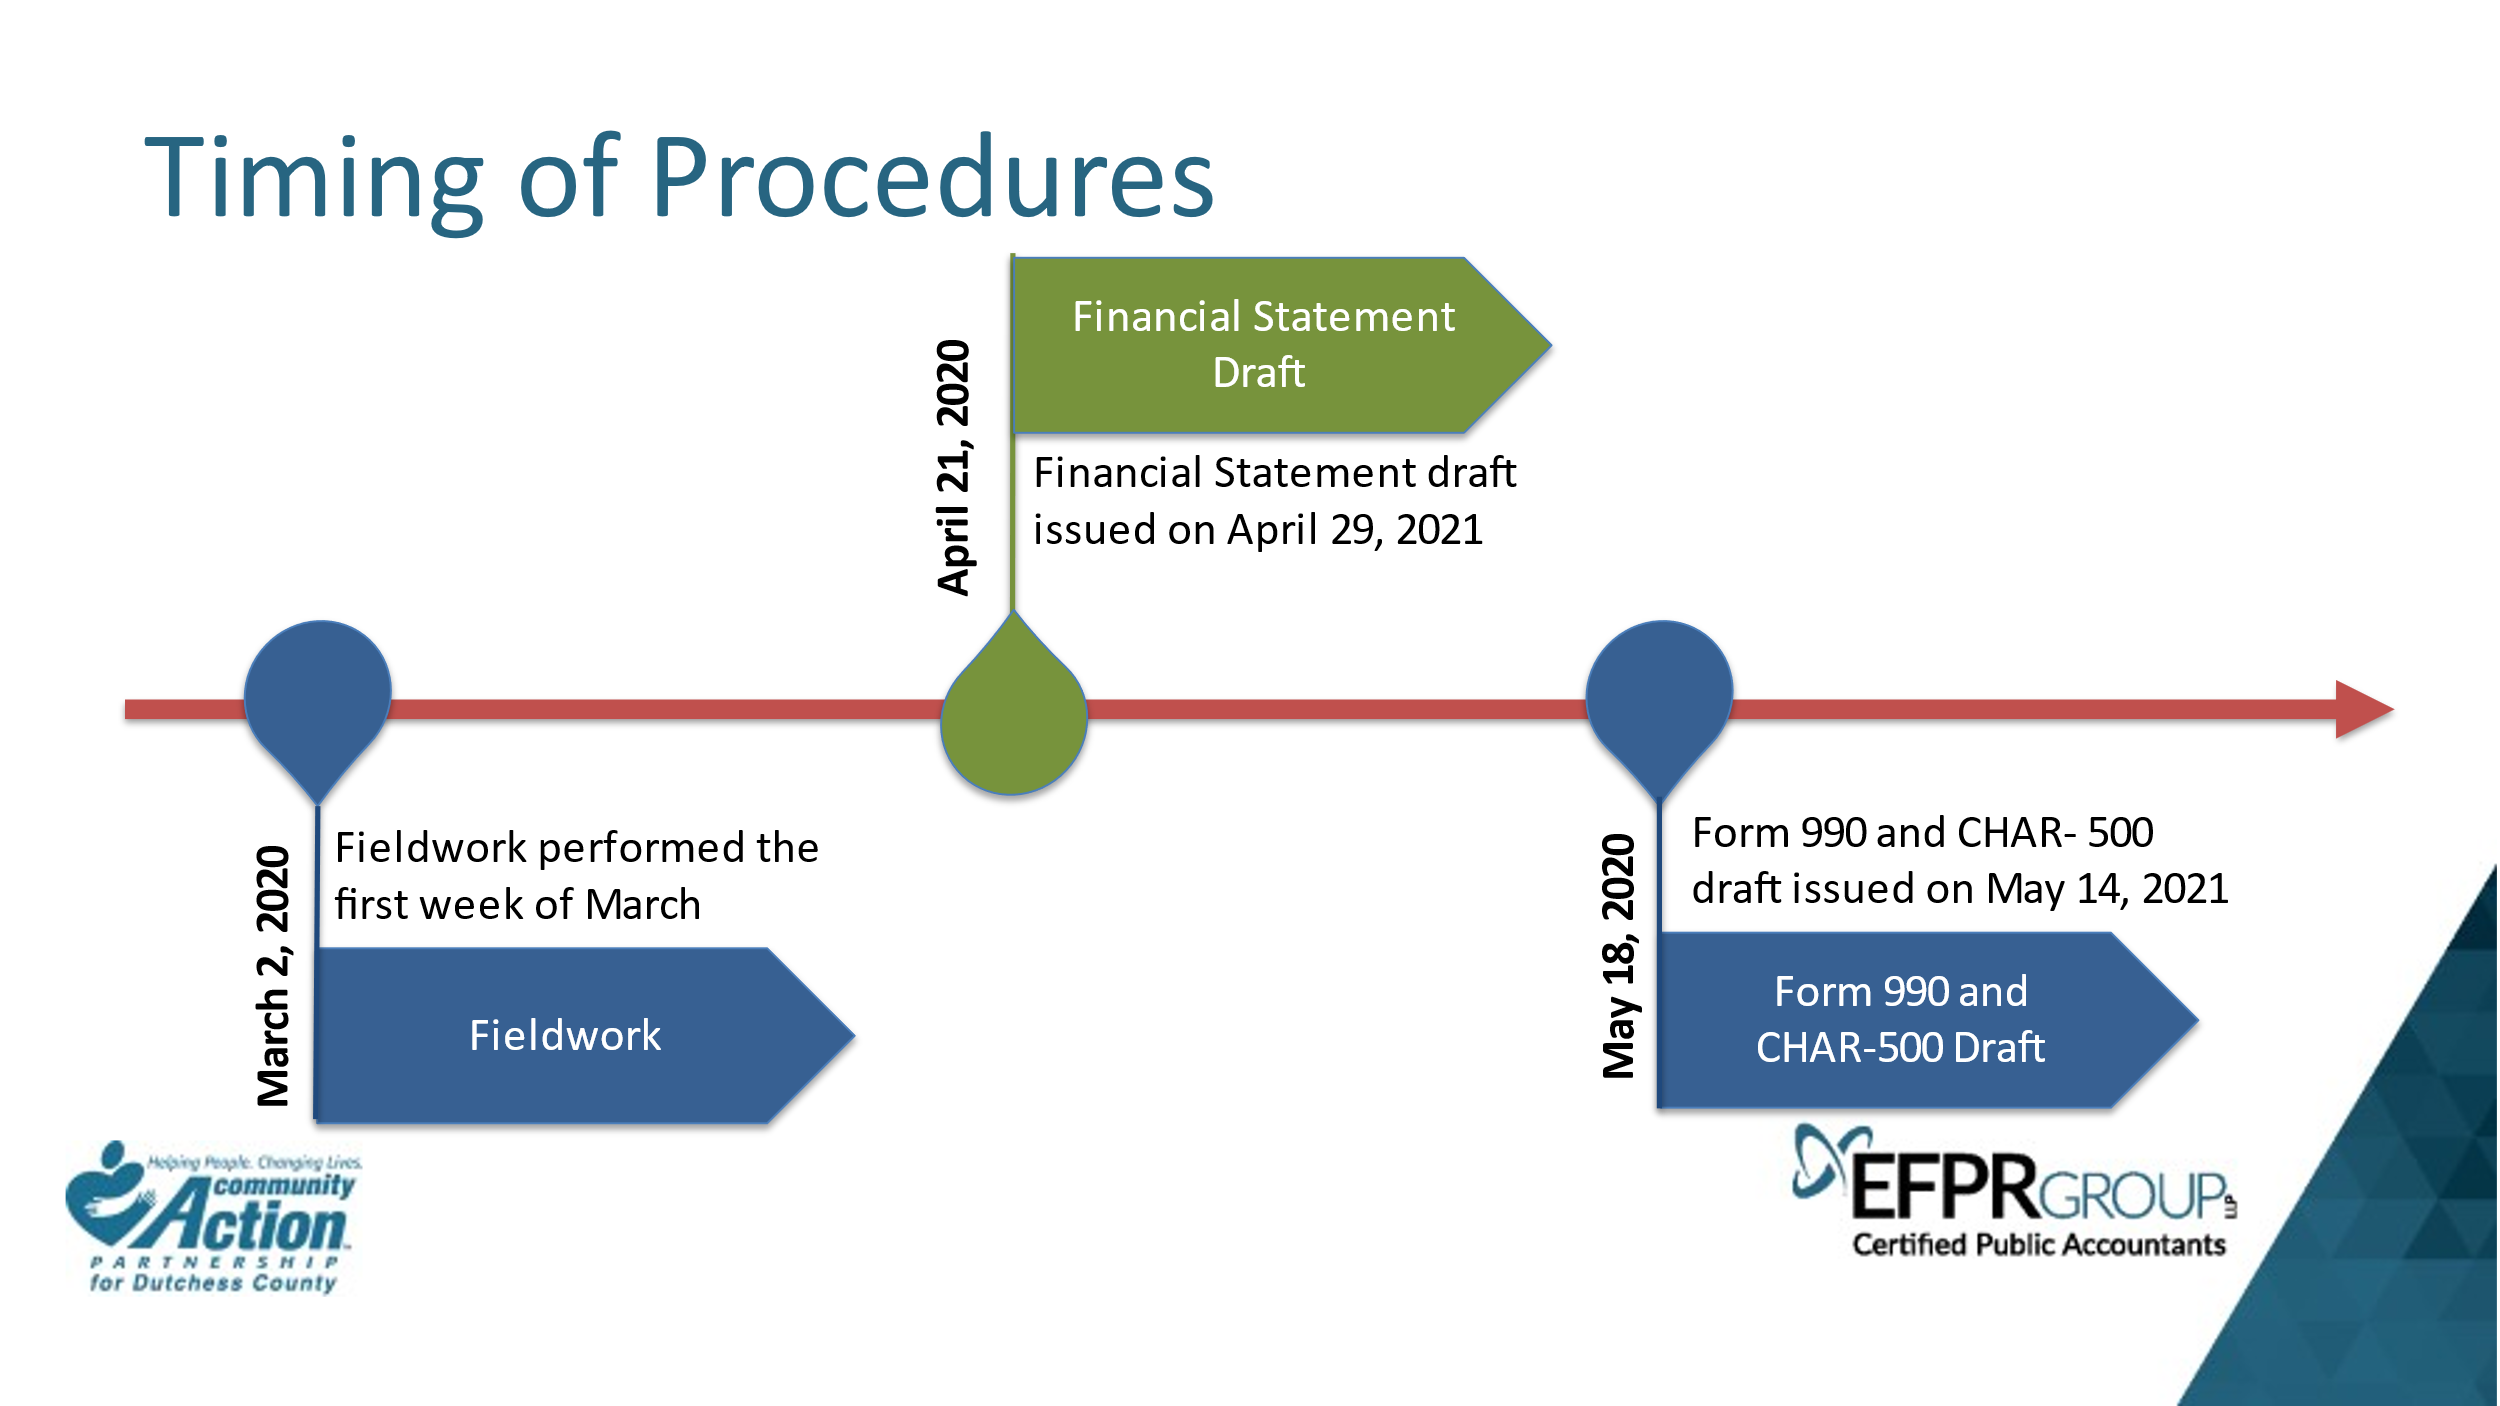 Timing of Procedures
Financial Statement
Draft
April 21, 2020
Financial Statement draft
issued on April 29, 2021
March 2, 2020
Fieldwork performed the
first week of March
Fieldwork
May 18, 2020
Form 990 and CHAR- 500
draft issued on May 14, 2021
Form 990 and
CHAR-500 Draft
Helping People. Changing Lives.
community
Action
PARTNERSHIP
for Dutchess County
EFPRGROUP LLP
Certified Public Accountants